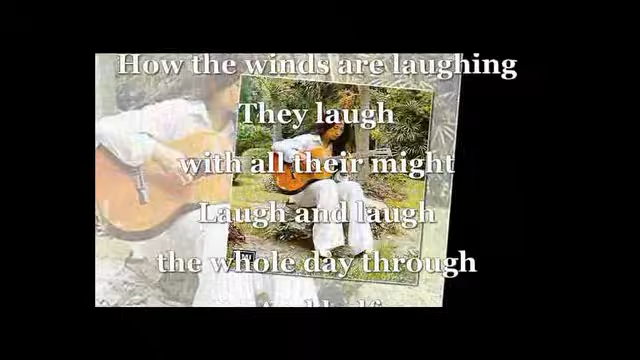 How the winds are laughing
They laugh
with all their might
Laugh and laugh
the whole day through